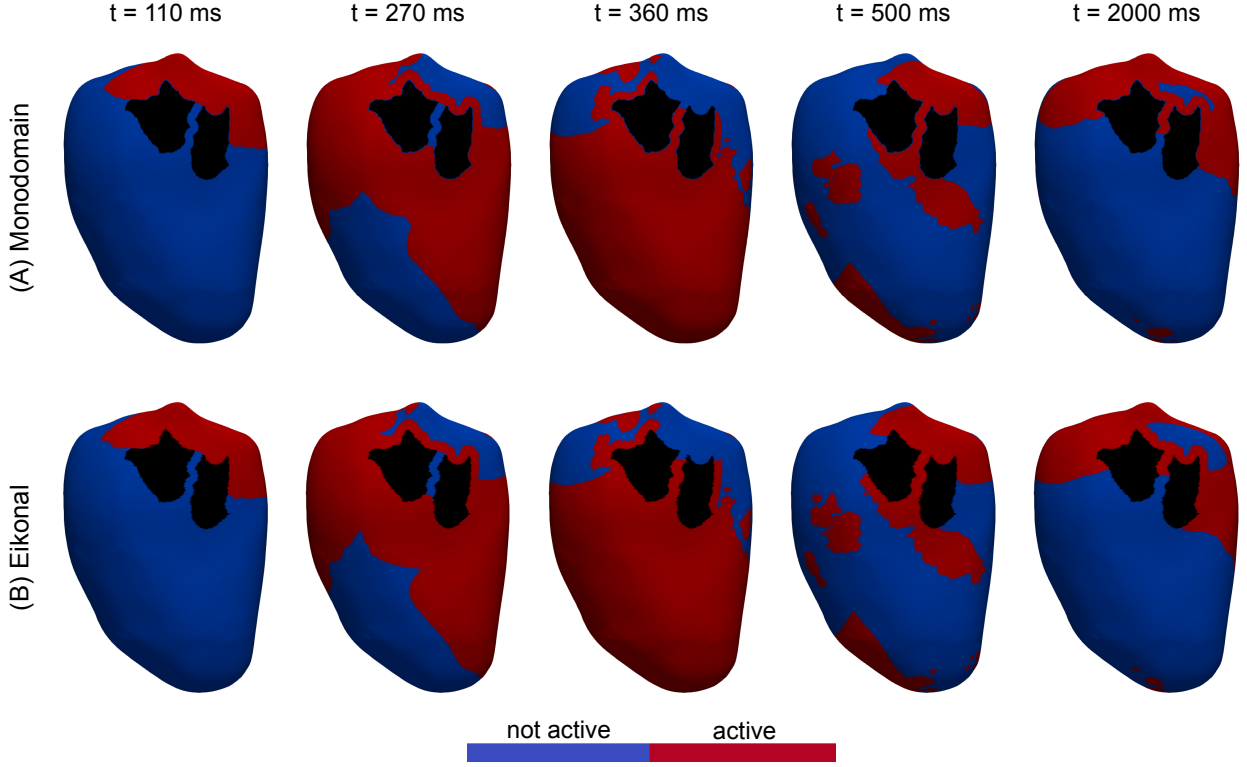 t = 110 ms
t = 270 ms
t = 360 ms
t = 500 ms
t = 2000 ms
(A) Monodomain
(B) Eikonal
not active
active